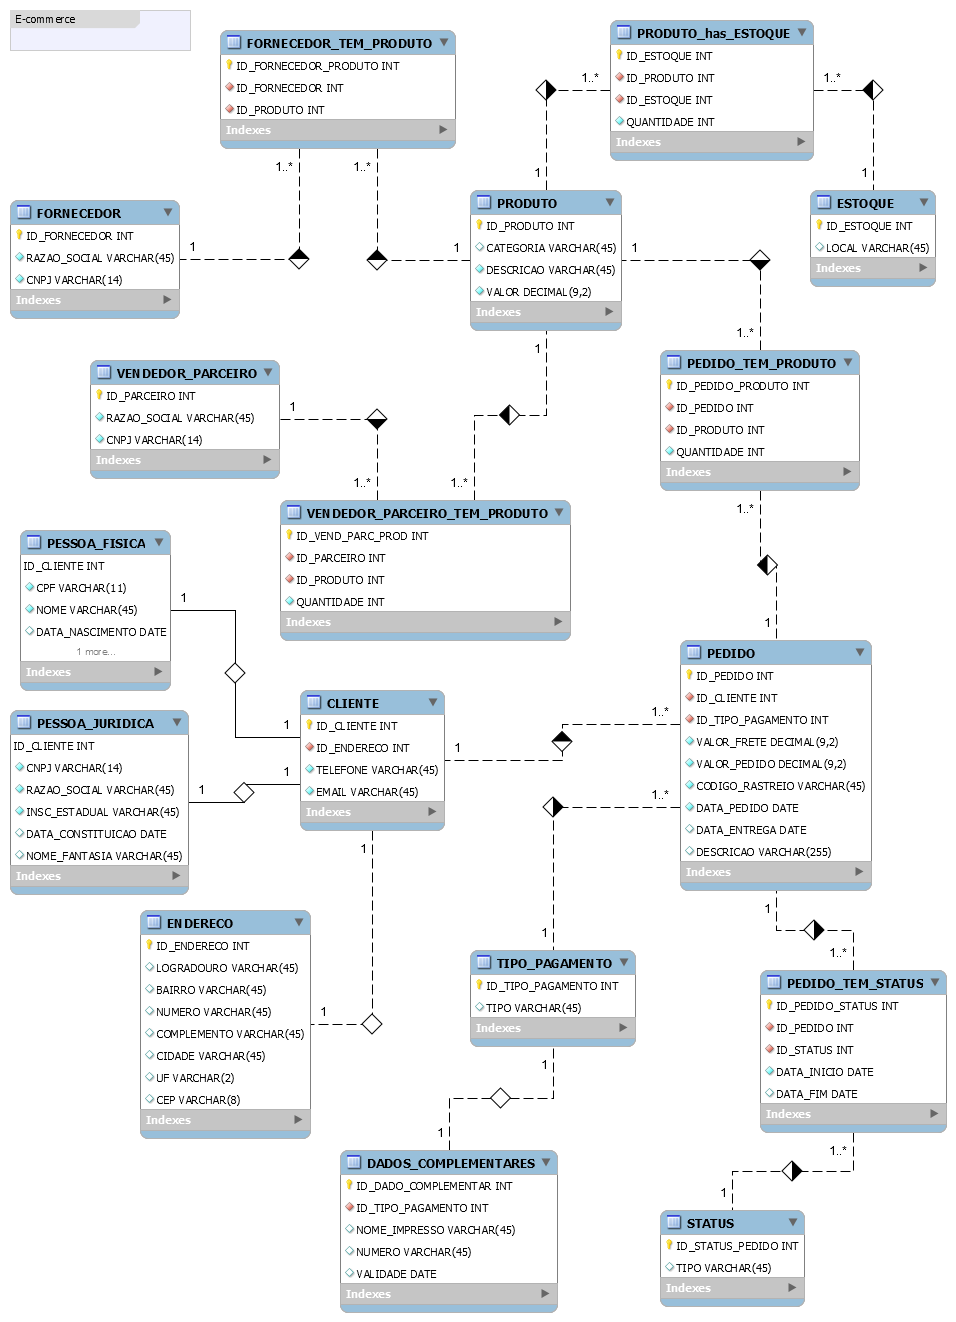 E-commerce
FORNECEDOR_TEM_PRODUTO
ID_FORNECEDOR_PRODUTO INT
ID_FORNECEDOR INT
ID_PRODUTO INT
Indexes
PRODUTO_has_ESTOQUE
ID_ESTOQUE INT
ID_PRODUTO INT
ID_ESTOQUE INT
QUANTIDADE INT
Indexes
1..*
1..*
1..*
1..*
1
1
FORNECEDOR
ID_FORNECEDOR INT
RAZAO_SOCIAL VARCHAR(45)
CNPJ VARCHAR(14)
Indexes
1
1
PRODUTO
ID_PRODUTO INT
CATEGORIA VARCHAR(45)
DESCRICAO VARCHAR(45)
VALOR DECIMAL(9,2)
Indexes
1
ESTOQUE
ID_ESTOQUE INT
LOCAL VARCHAR(45)
Indexes
1..*
1
VENDEDOR_PARCEIRO
ID_PARCEIRO INT
RAZAO_SOCIAL VARCHAR(45)
CNPJ VARCHAR(14)
Indexes
1
1..*
1..*
PEDIDO_TEM_PRODUTO
ID_PEDIDO_PRODUTO INT
ID_PEDIDO INT
ID_PRODUTO INT
QUANTIDADE INT
Indexes
1..*
1
VENDEDOR_PARCEIRO_TEM_PRODUTO
ID_VEND_PARC_PROD INT
ID_PARCEIRO INT
ID_PRODUTO INT
QUANTIDADE INT
Indexes
PESSOA_FISICA
ID_CLIENTE INT
CPF VARCHAR(11)
NOME VARCHAR(45)
DATA_NASCIMENTO DATE
1 more...
Indexes
1
1
PESSOA_JURIDICA
ID_CLIENTE INT
CNPJ VARCHAR(14)
RAZAO_SOCIAL VARCHAR(45)
INSC_ESTADUAL VARCHAR(45)
DATA_CONSTITUICAO DATE
NOME_FANTASIA VARCHAR(45)
Indexes
1
1
CLIENTE
ID_CLIENTE INT
ID_ENDERECO INT
TELEFONE VARCHAR(45)
EMAIL VARCHAR(45)
Indexes
1
1..*
1..*
1
PEDIDO
ID_PEDIDO INT
ID_CLIENTE INT
ID_TIPO_PAGAMENTO INT
VALOR_FRETE DECIMAL(9,2)
VALOR_PEDIDO DECIMAL(9,2)
CODIGO_RASTREIO VARCHAR(45)
DATA_PEDIDO DATE
DATA_ENTREGA DATE
DESCRICAO VARCHAR(255)
Indexes
1
1..*
ENDERECO
ID_ENDERECO INT
LOGRADOURO VARCHAR(45)
BAIRRO VARCHAR(45)
NUMERO VARCHAR(45)
COMPLEMENTO VARCHAR(45)
CIDADE VARCHAR(45)
UF VARCHAR(2)
CEP VARCHAR(8)
Indexes
1
1
TIPO_PAGAMENTO
ID_TIPO_PAGAMENTO INT
TIPO VARCHAR(45)
Indexes
1
1
PEDIDO_TEM_STATUS
ID_PEDIDO_STATUS INT
ID_PEDIDO INT
ID_STATUS INT
DATA_INICIO DATE
DATA_FIM DATE
Indexes
1..*
1
DADOS_COMPLEMENTARES
ID_DADO_COMPLEMENTAR INT
ID_TIPO_PAGAMENTO INT
NOME_IMPRESSO VARCHAR(45)
NUMERO VARCHAR(45)
VALIDADE DATE
Indexes
STATUS
ID_STATUS_PEDIDO INT
TIPO VARCHAR(45)
Indexes